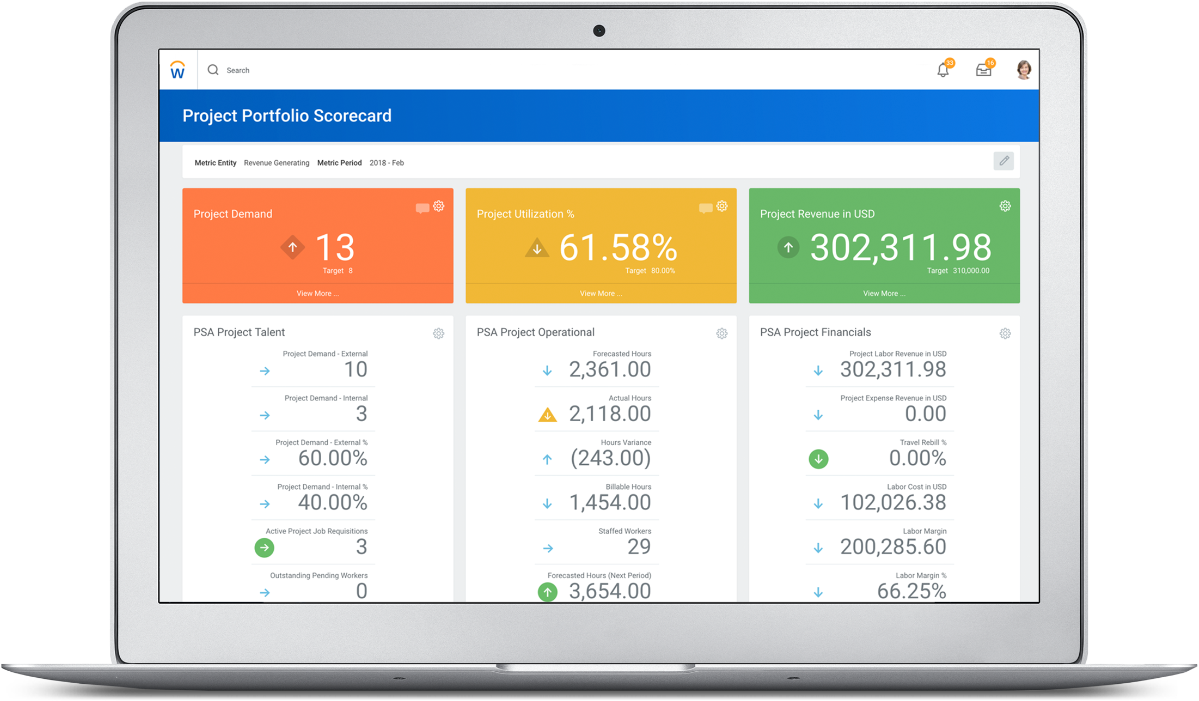 W
Search
33
16
Project Portfolio Scorecard
Metric Entity Revenue Generating Metric Period 2018 - Feb
Project Demand
13
Target 8
View More ...
Project Utilization %
61.58%
Target 80.00%
View More ...
Project Revenue in USD
302,311.98
Target 310,000.00
View More ...
PSA Project Talent
Project Demand - External
10
Project Demand - Internal
3
Project Demand - External %
60.00%
Project Demand - Internal %
40.00%
Active Project Job Requisitions
3
Outstanding Pending Workers
0
PSA Project Operational
Forecasted Hours
2,361.00
Actual Hours
2,118.00
Hours Variance
(243.00)
Billable Hours
1,454.00
Staffed Workers
29
Forecasted Hours (Next Period)
3,654.00
PSA Project Financials
Project Labor Revenue in USD
302,311.98
Project Expense Revenue in USD
0.00
Travel Rebill %
0.00%
Labor Cost in USD
102,026.38
Labor Margin
200,285.60
Labor Margin %
66.25%